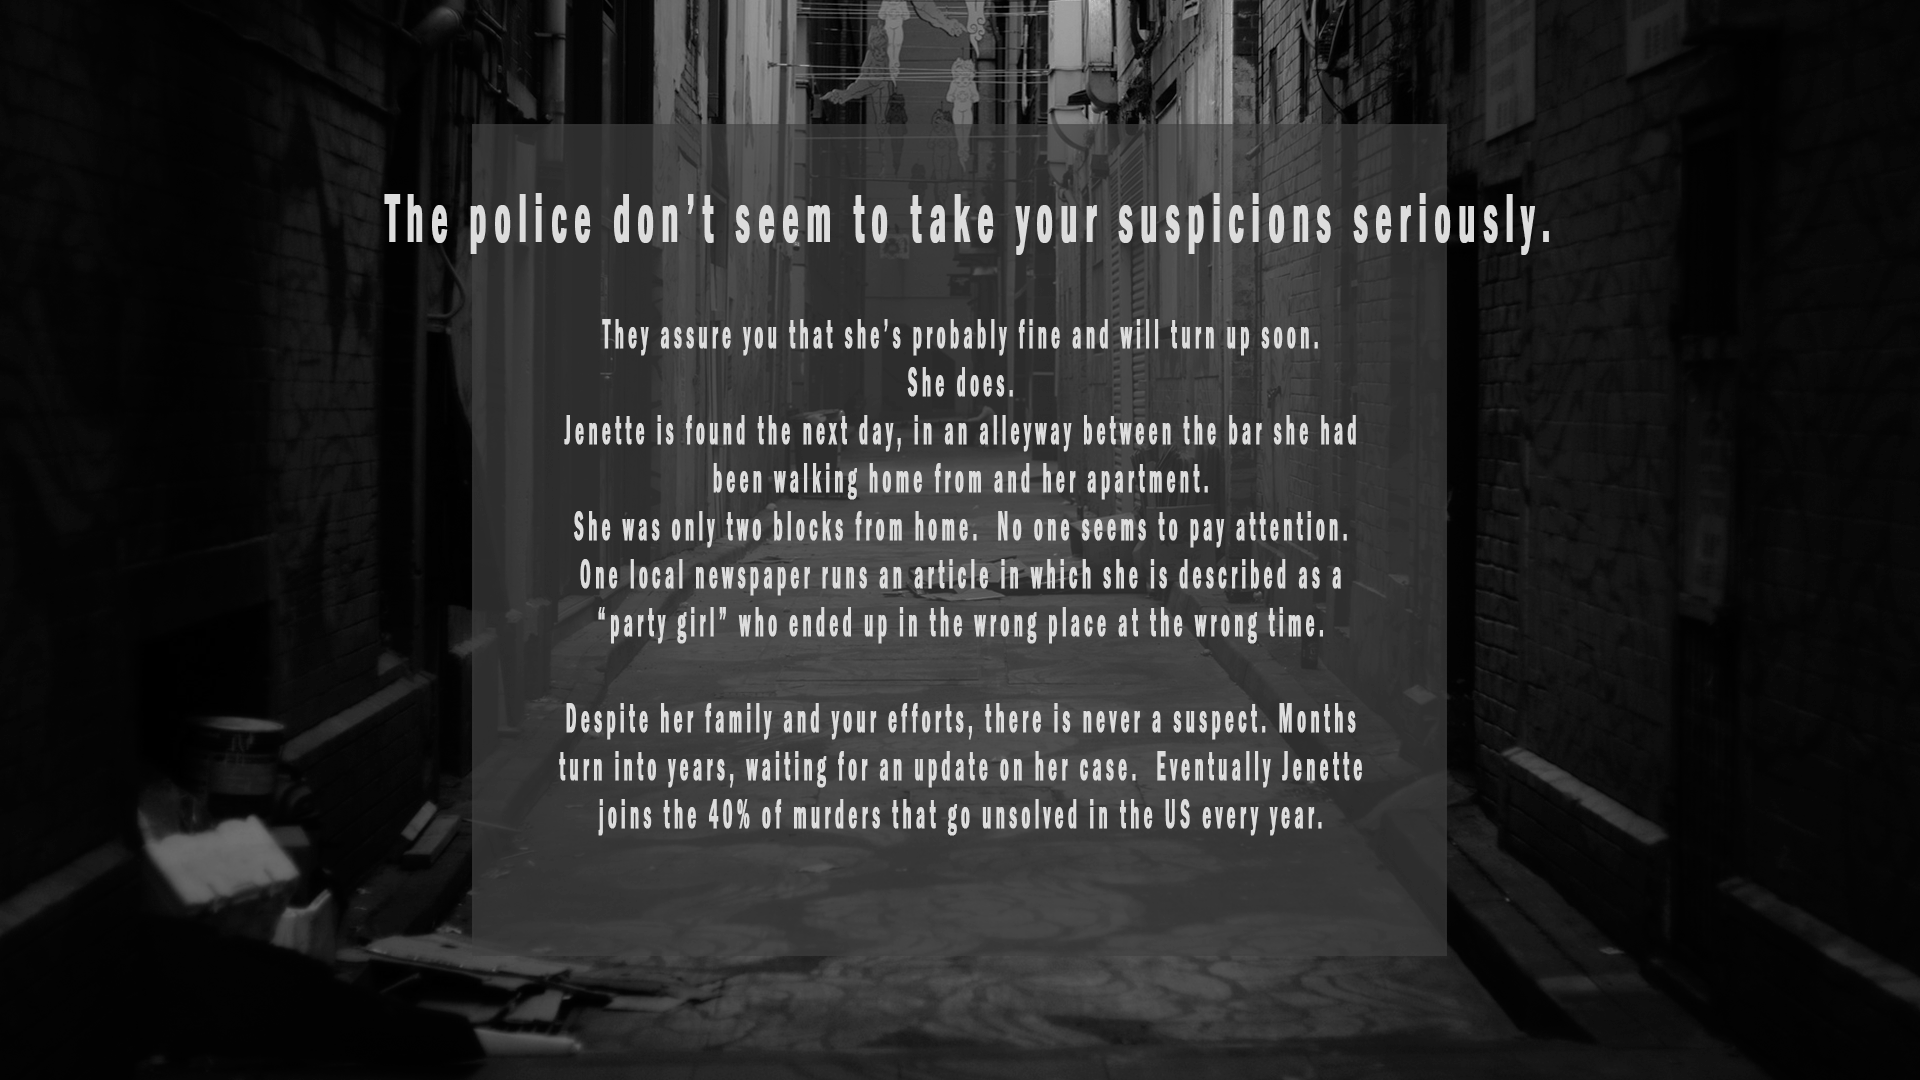 The police don’t seem to take your suspicions seriously.
They assure you that she’s probably fine and will turn up soon.
She does.
Jenette is found the next day, in an alleyway between the bar she had
been walking home from and her apartment.
She was only two blocks from home.  No one seems to pay attention.
One local newspaper runs an article in which she is described as a
“party girl” who ended up in the wrong place at the wrong time.
Despite her family and your efforts, there is never a suspect. Months
turn into years, waiting for an update on her case.  Eventually Jenette
joins the 40% of murders that go unsolved in the US every year.